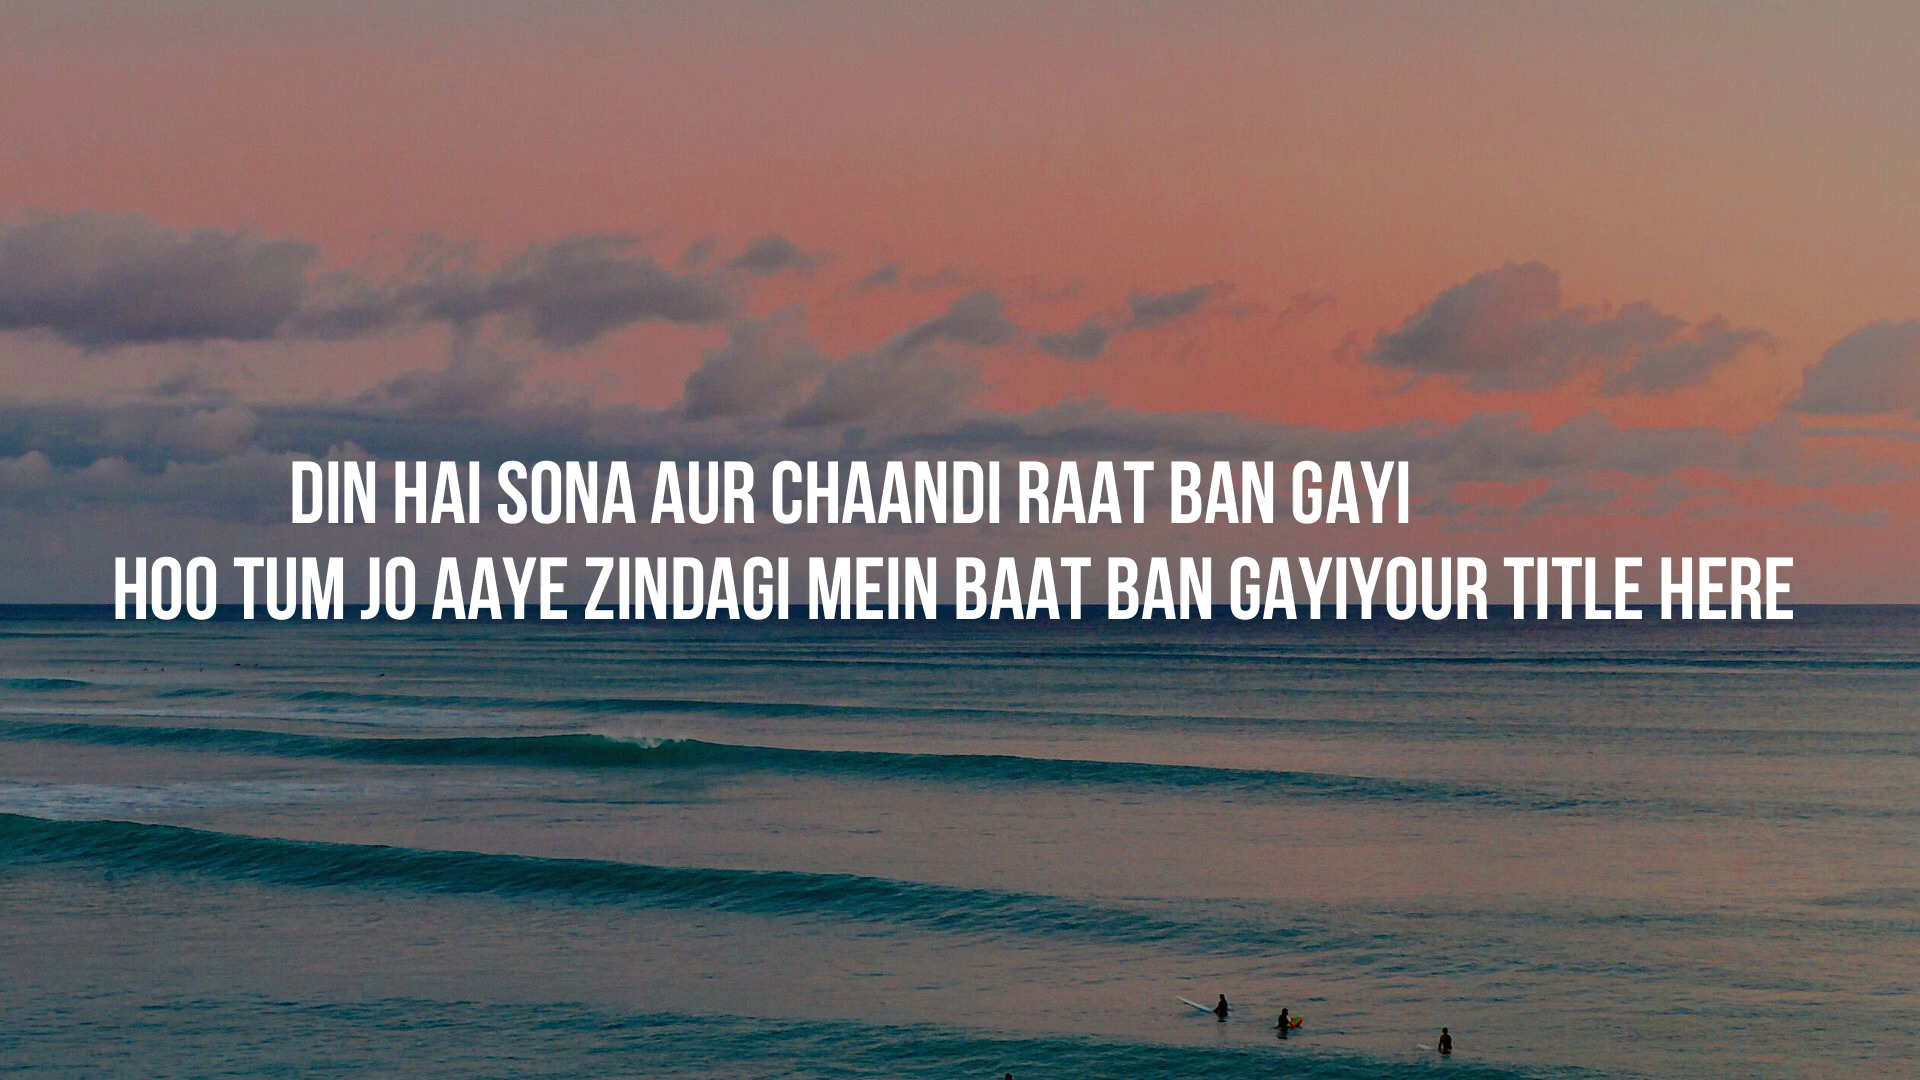 DIN HAI SONA AUR CHAANDI RAAT BAN GAYI
HOO TUM JO AAYE ZINDAGI MEIN BAAT BAN GAYIYOUR TITLE HERE